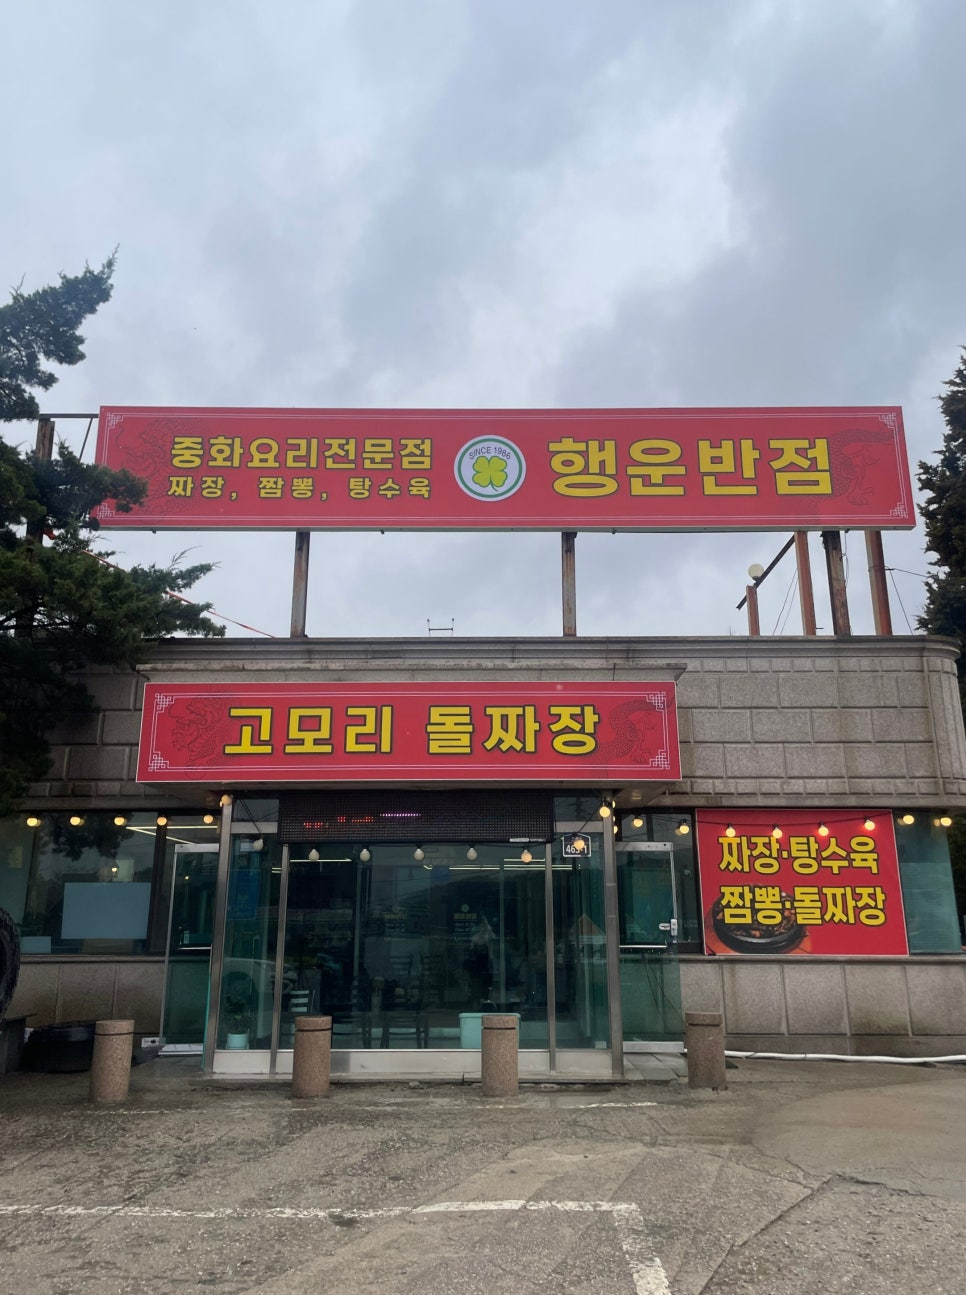 중화요리전문점
짜장, 짬뽕, 탕수육
SINCE 1986
행운반점
고모리 돌짜장
짜장·탕수육
짬뽕·돌짜장